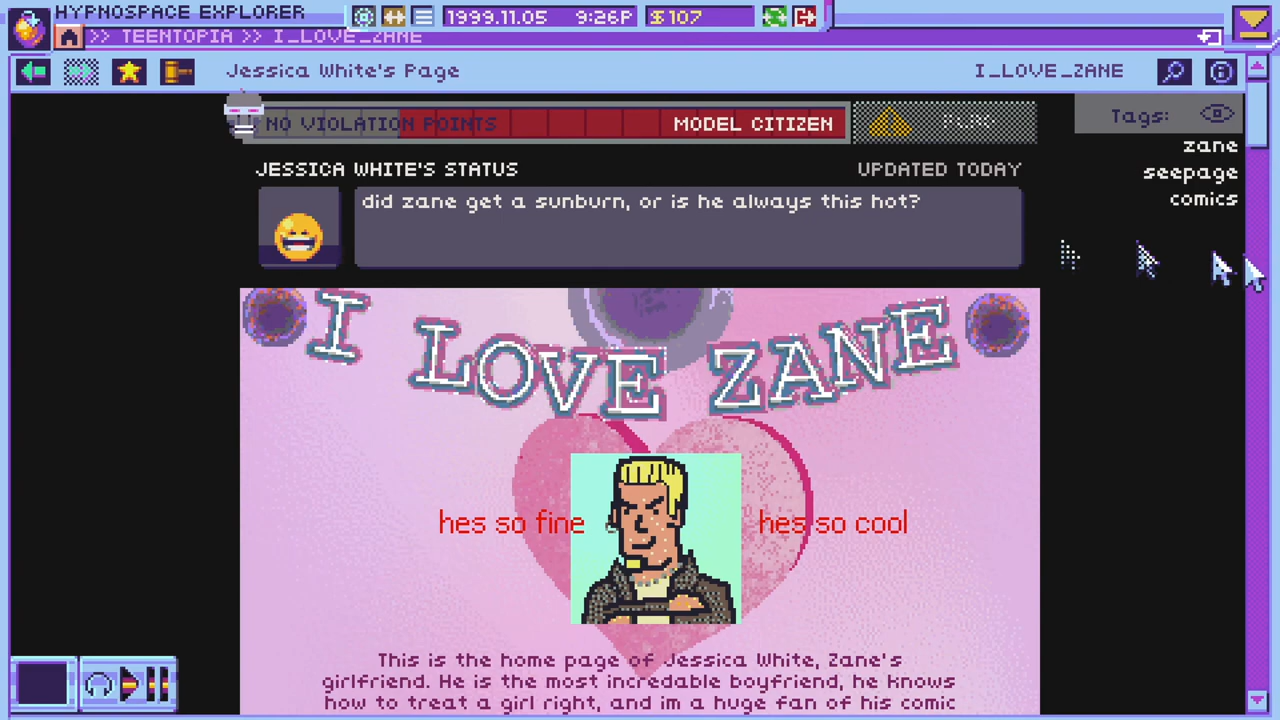 HYPNOSPACE EXPLORER
1999.11.05 9:26P 107
>> TEENTOPIA >> I_LOVE_ZANE
Jessica White's Page I_LOVE_ZANE
NO VIOLATION POINTS MODEL CITIZEN
Tags:
zane
seepage
comics
JESSICA WHITE'S STATUS UPDATED TODAY
did zane get a sunburn, or is he always this hot?
I LOVE ZANE
hes so fine hes so cool
This is the home page of Jessica White, Zane's
girlfriend. He is the most incredable boyfriend, he knows
how to treat a girl right, and im a huge fan of his comic